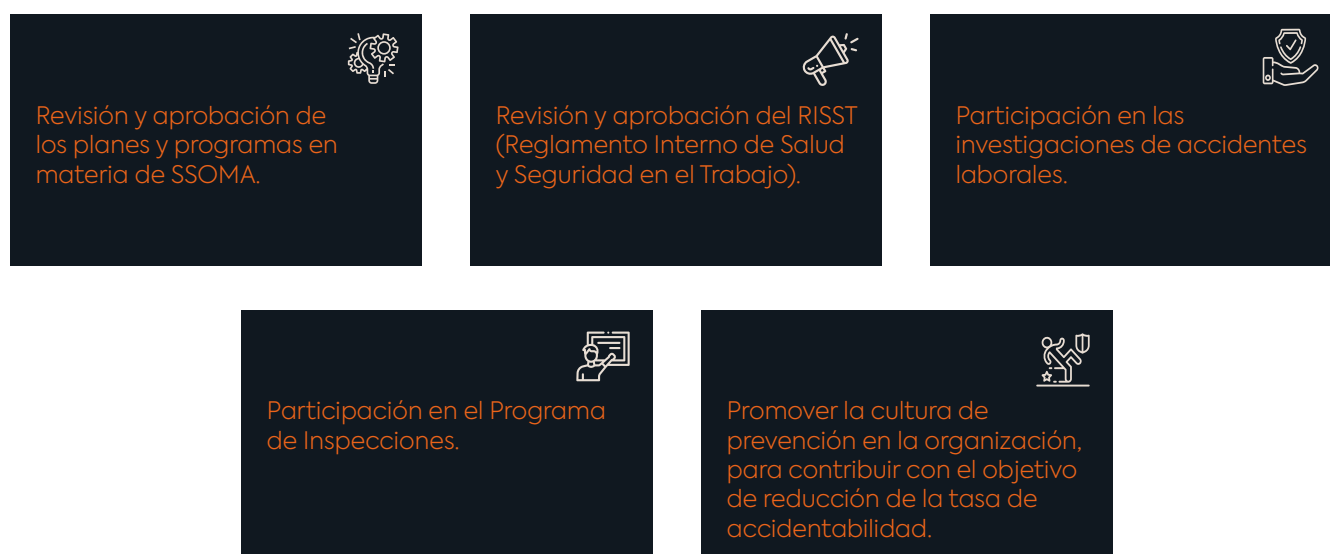 Revisión y aprobación de
los planes y programas en
materia de SSOMA.
Revisión y aprobación del RISST
(Reglamento Interno de Salud
y Seguridad en el Trabajo).
Participación en las
investigaciones de accidentes
laborales.
Participación en el Programa
de Inspecciones.
Promover la cultura de
prevención en la organización,
para contribuir con el objetivo
de reducción de la tasa de
accidentabilidad.